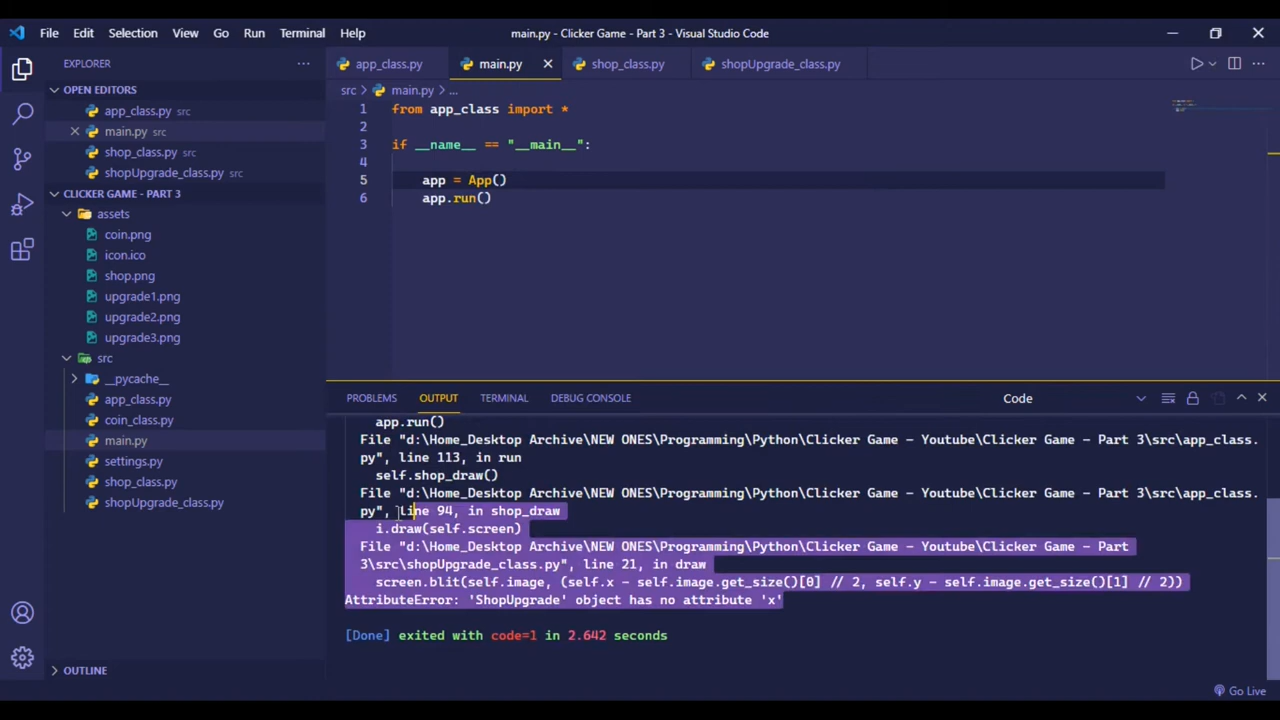 File Edit Selection View Go Run Terminal Help
main.py - Clicker Game - Part 3 - Visual Studio Code
EXPLORER
OPEN EDITORS
app_class.py src
main.py src
shop_class.py src
shopUpgrade_class.py src
CLICKER GAME - PART 3
assets
coin.png
icon.ico
shop.png
upgrade1.png
upgrade2.png
upgrade3.png
src
__pycache__
app_class.py
coin_class.py
main.py
settings.py
shop_class.py
shopUpgrade_class.py
OUTLINE
app_class.py main.py shop_class.py shopUpgrade_class.py
src > main.py > ...
1 from app_class import *
2
3 if __name__ == "__main__":
4
5 app = App()
6 app.run()
PROBLEMS OUTPUT TERMINAL DEBUG CONSOLE Code
app.run()
File "d:\Home_Desktop Archive\NEW ONES\Programming\Python\Clicker Game - Youtube\Clicker Game - Part 3\src\app_class.
py", line 113, in run
self.shop_draw()
File "d:\Home_Desktop Archive\NEW ONES\Programming\Python\Clicker Game - Youtube\Clicker Game - Part 3\src\app_class.
py", line 94, in shop_draw
i.draw(self.screen)
File "d:\Home_Desktop Archive\NEW ONES\Programming\Python\Clicker Game - Youtube\Clicker Game - Part
3\src\shopUpgrade_class.py", line 21, in draw
screen.blit(self.image, (self.x - self.image.get_size()[0] // 2, self.y - self.image.get_size()[1] // 2))
AttributeError: 'ShopUpgrade' object has no attribute 'x'
[Done] exited with code=1 in 2.642 seconds
Go Live